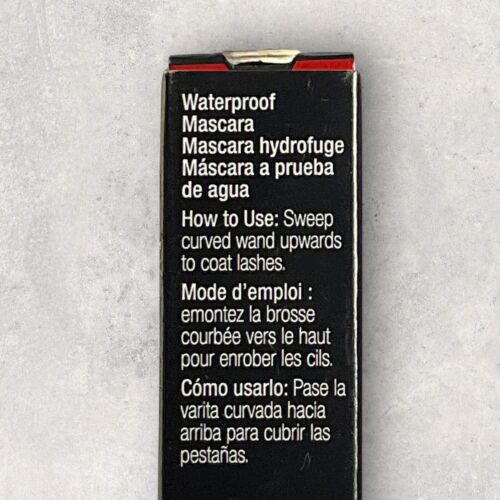 Waterproof
Mascara
Mascara hydrofuge
Máscara a prueba
de agua
How to Use: Sweep
curved wand upwards
to coat lashes.
Mode d'emploi :
emontez la brosse
courbée vers le haut
pour enrober les cils.
Cómo usarlo: Pase la
varita curvada hacia
arriba para cubrir las
pestañas.